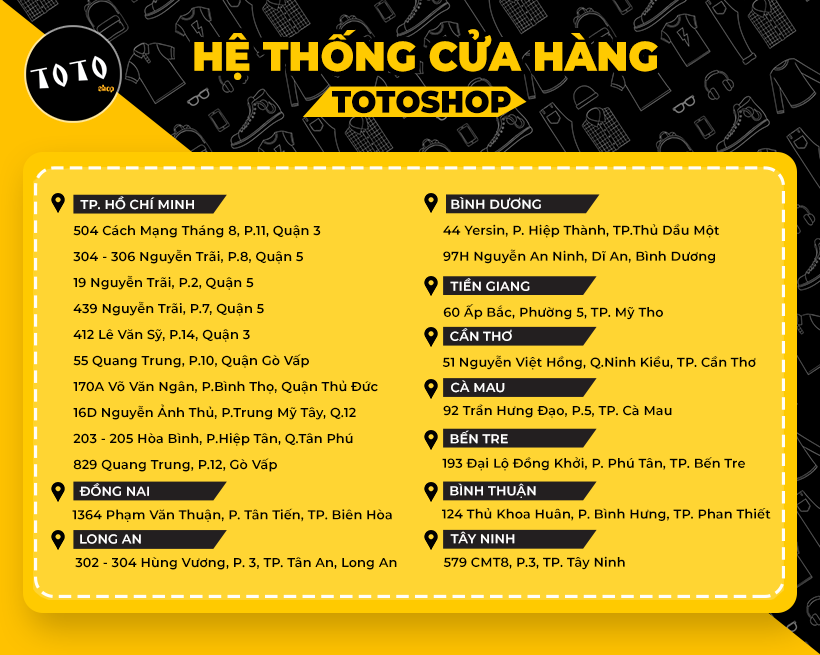 TOTO
shop
HỆ THỐNG CỬA HÀNG
TOTOSHOP
TP. HỒ CHÍ MINH
504 Cách Mạng Tháng 8, P.11, Quận 3
304 - 306 Nguyễn Trãi, P.8, Quận 5
19 Nguyễn Trãi, P.2, Quận 5
439 Nguyễn Trãi, P.7, Quận 5
412 Lê Văn Sỹ, P.14, Quận 3
55 Quang Trung, P.10, Quận Gò Vấp
170A Võ Văn Ngân, P.Bình Thọ, Quận Thủ Đức
16D Nguyễn Ảnh Thủ, P.Trung Mỹ Tây, Q.12
203 - 205 Hòa Bình, P.Hiệp Tân, Q.Tân Phú
829 Quang Trung, P.12, Gò Vấp
ĐỒNG NAI
1364 Phạm Văn Thuận, P. Tân Tiến, TP. Biên Hòa
LONG AN
302 - 304 Hùng Vương, P. 3, TP. Tân An, Long An
BÌNH DƯƠNG
44 Yersin, P. Hiệp Thành, TP.Thủ Dầu Một
97H Nguyễn An Ninh, Dĩ An, Bình Dương
TIỀN GIANG
60 Ấp Bắc, Phường 5, TP. Mỹ Tho
CẦN THƠ
51 Nguyễn Việt Hồng, Q.Ninh Kiều, TP. Cần Thơ
CÀ MAU
92 Trần Hưng Đạo, P.5, TP. Cà Mau
BẾN TRE
193 Đại Lộ Đồng Khởi, P. Phú Tân, TP. Bến Tre
BÌNH THUẬN
124 Thủ Khoa Huân, P. Bình Hưng, TP. Phan Thiết
TÂY NINH
579 CMT8, P.3, TP. Tây Ninh